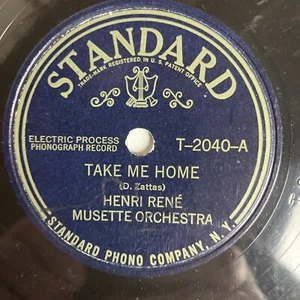 STANDARD
TRADE-MARK REGISTERED IN U.S. PATENT OFFICE
ELECTRIC PROCESS
PHONOGRAPH RECORD
T-2040-A
TAKE ME HOME
(D. Zattas)
HENRI RENÉ
MUSETTE ORCHESTRA
STANDARD PHONO COMPANY, N.Y.